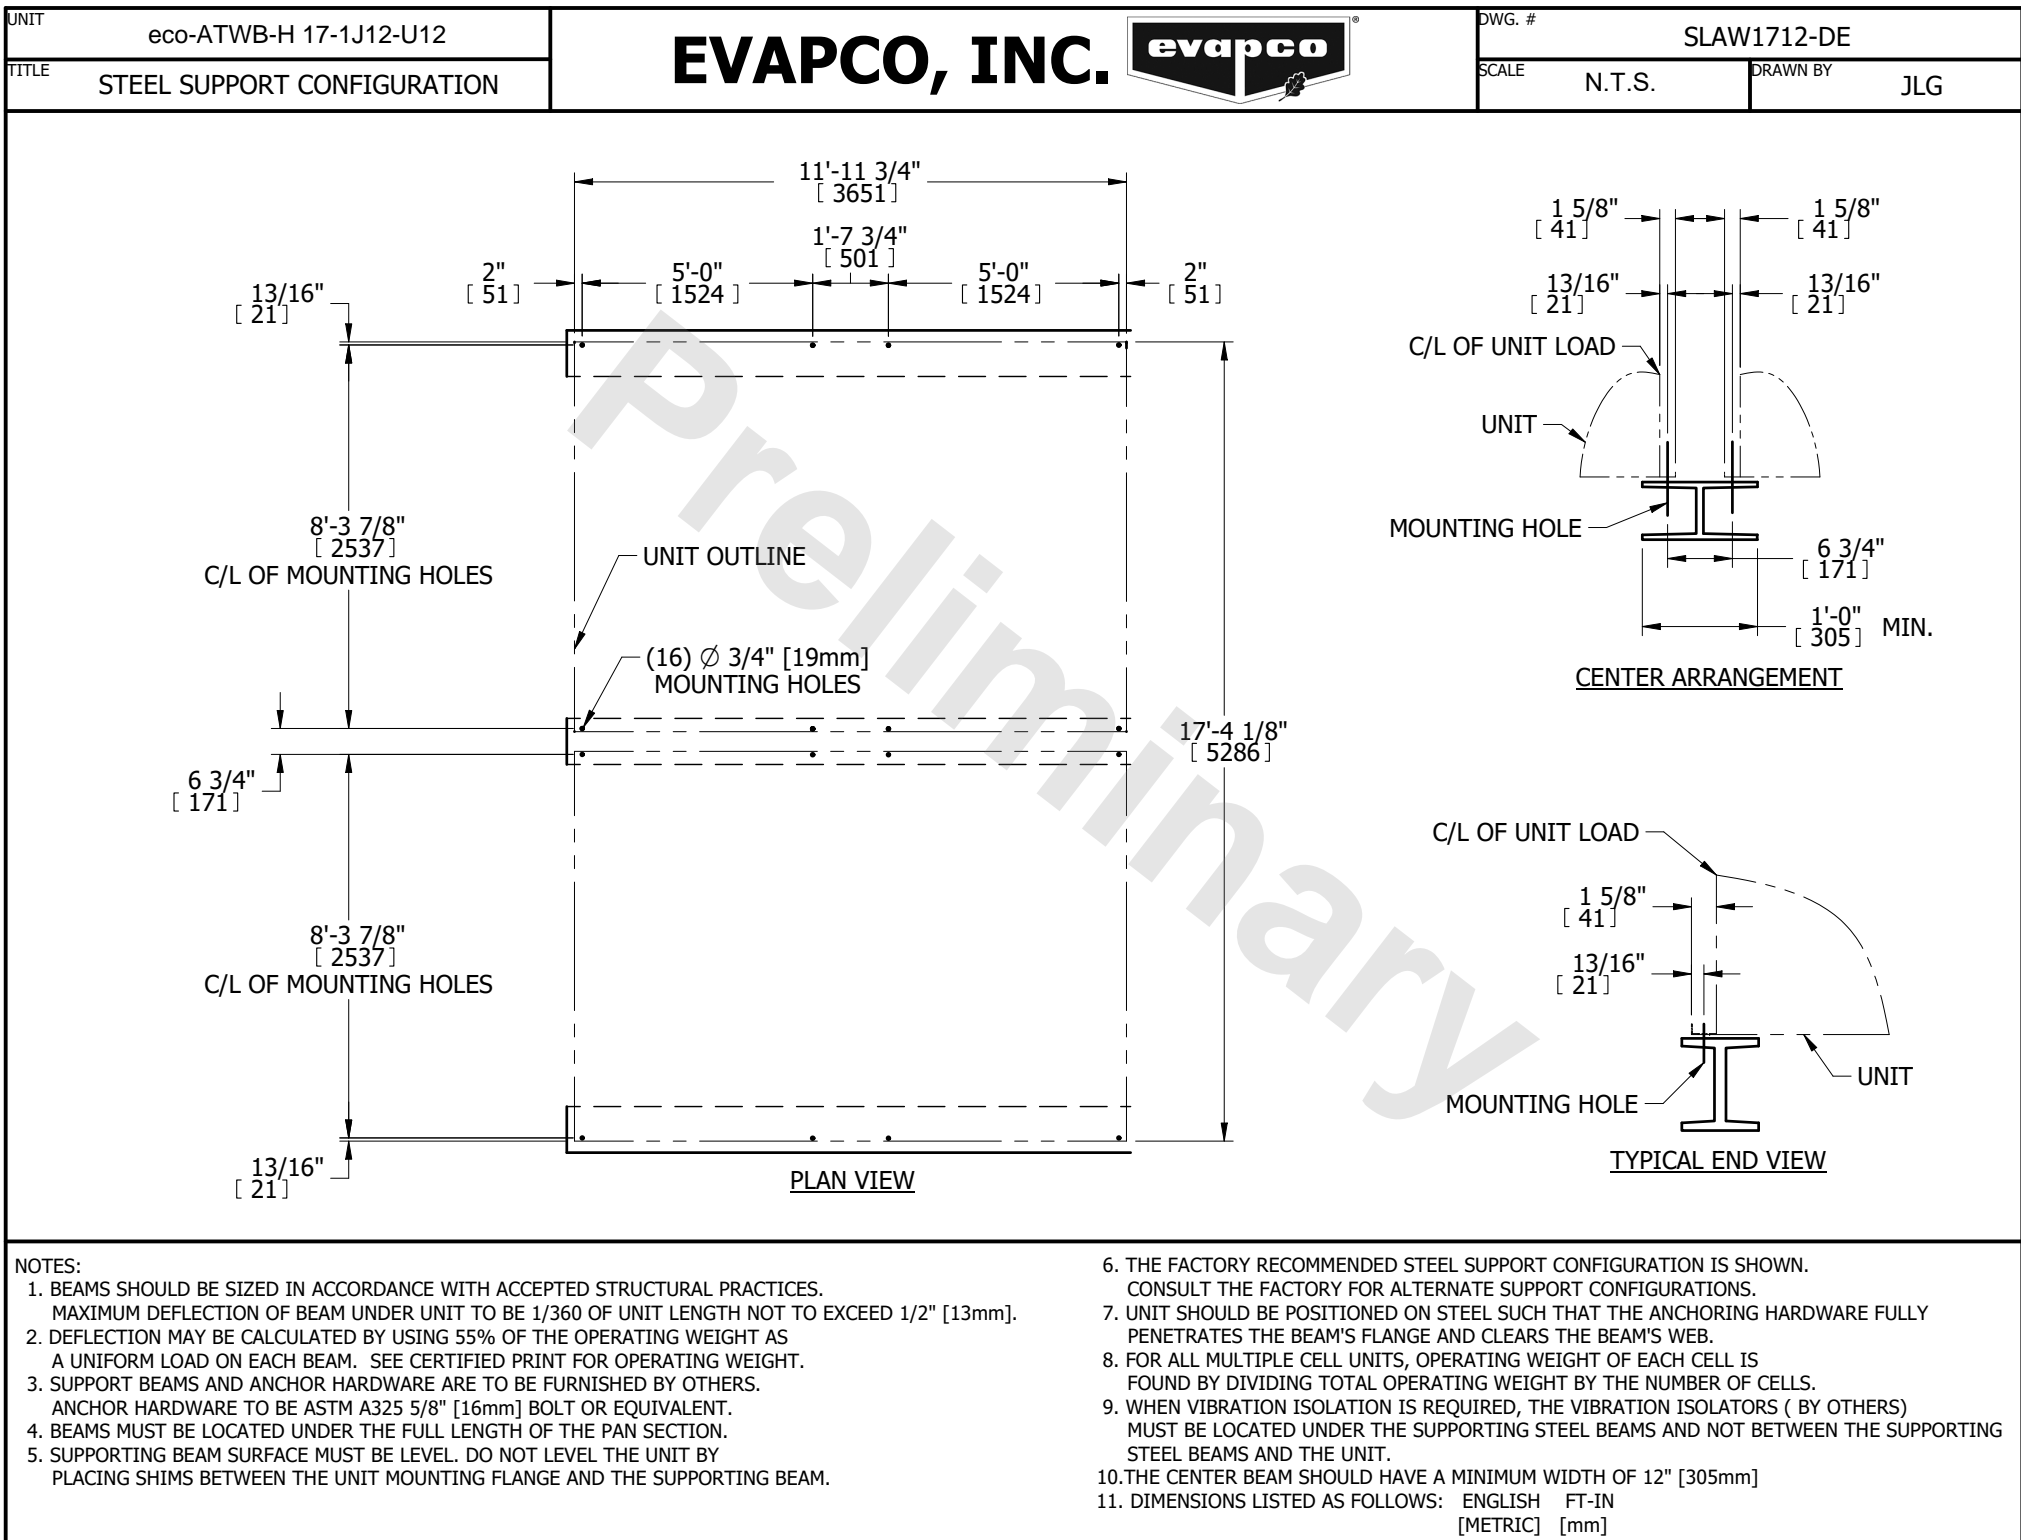 UNIT
eco-ATWB-H 17-1J12-U12
TITLE
STEEL SUPPORT CONFIGURATION
EVAPCO, INC.
evapco
®
DWG. #
SLAW1712-DE
SCALE
N.T.S.
DRAWN BY
JLG
11'-11 3/4"
[ 3651 ]
1'-7 3/4"
[ 501 ]
2"
[ 51 ]
5'-0"
[ 1524 ]
5'-0"
[ 1524 ]
2"
[ 51 ]
13/16"
[ 21 ]
8'-3 7/8"
[ 2537 ]
C/L OF MOUNTING HOLES
UNIT OUTLINE
(16) ∅ 3/4" [19mm]
MOUNTING HOLES
6 3/4"
[ 171 ]
17'-4 1/8"
[ 5286 ]
8'-3 7/8"
[ 2537 ]
C/L OF MOUNTING HOLES
13/16"
[ 21 ]
PLAN VIEW
Preliminary
1 5/8"
[ 41 ]
1 5/8"
[ 41 ]
13/16"
[ 21 ]
13/16"
[ 21 ]
C/L OF UNIT LOAD
UNIT
MOUNTING HOLE
6 3/4"
[ 171 ]
1'-0"
[ 305 ] MIN.
CENTER ARRANGEMENT
C/L OF UNIT LOAD
1 5/8"
[ 41 ]
13/16"
[ 21 ]
UNIT
MOUNTING HOLE
TYPICAL END VIEW
NOTES:
1. BEAMS SHOULD BE SIZED IN ACCORDANCE WITH ACCEPTED STRUCTURAL PRACTICES.
MAXIMUM DEFLECTION OF BEAM UNDER UNIT TO BE 1/360 OF UNIT LENGTH NOT TO EXCEED 1/2" [13mm].
2. DEFLECTION MAY BE CALCULATED BY USING 55% OF THE OPERATING WEIGHT AS
A UNIFORM LOAD ON EACH BEAM. SEE CERTIFIED PRINT FOR OPERATING WEIGHT.
3. SUPPORT BEAMS AND ANCHOR HARDWARE ARE TO BE FURNISHED BY OTHERS.
ANCHOR HARDWARE TO BE ASTM A325 5/8" [16mm] BOLT OR EQUIVALENT.
4. BEAMS MUST BE LOCATED UNDER THE FULL LENGTH OF THE PAN SECTION.
5. SUPPORTING BEAM SURFACE MUST BE LEVEL. DO NOT LEVEL THE UNIT BY
PLACING SHIMS BETWEEN THE UNIT MOUNTING FLANGE AND THE SUPPORTING BEAM.
6. THE FACTORY RECOMMENDED STEEL SUPPORT CONFIGURATION IS SHOWN.
CONSULT THE FACTORY FOR ALTERNATE SUPPORT CONFIGURATIONS.
7. UNIT SHOULD BE POSITIONED ON STEEL SUCH THAT THE ANCHORING HARDWARE FULLY
PENETRATES THE BEAM'S FLANGE AND CLEARS THE BEAM'S WEB.
8. FOR ALL MULTIPLE CELL UNITS, OPERATING WEIGHT OF EACH CELL IS
FOUND BY DIVIDING TOTAL OPERATING WEIGHT BY THE NUMBER OF CELLS.
9. WHEN VIBRATION ISOLATION IS REQUIRED, THE VIBRATION ISOLATORS ( BY OTHERS)
MUST BE LOCATED UNDER THE SUPPORTING STEEL BEAMS AND NOT BETWEEN THE SUPPORTING
STEEL BEAMS AND THE UNIT.
10.THE CENTER BEAM SHOULD HAVE A MINIMUM WIDTH OF 12" [305mm]
11. DIMENSIONS LISTED AS FOLLOWS: ENGLISH FT-IN
[METRIC] [mm]